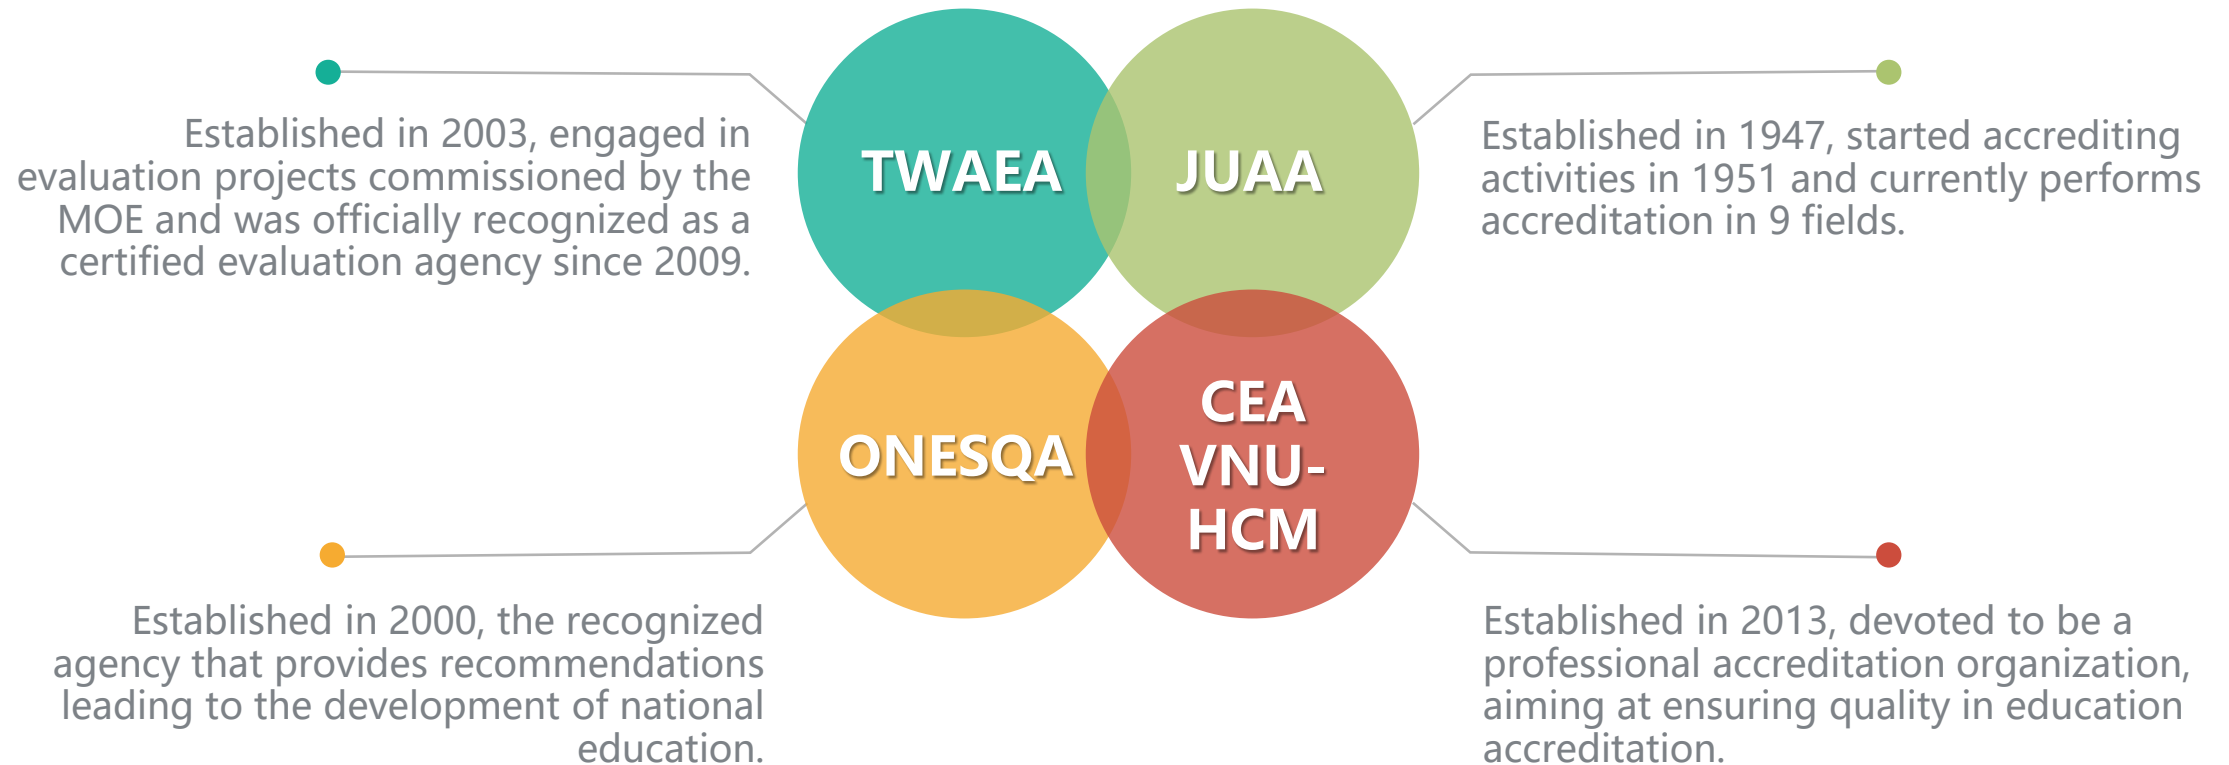 Established in 2003, engaged in
evaluation projects commissioned by the
MOE and was officially recognized as a
certified evaluation agency since 2009.
TWAEA
JUAA
Established in 1947, started accrediting
activities in 1951 and currently performs
accreditation in 9 fields.
ONESQA
CEA
VNU-
HCM
Established in 2000, the recognized
agency that provides recommendations
leading to the development of national
education.
Established in 2013, devoted to be a
professional accreditation organization,
aiming at ensuring quality in education
accreditation.